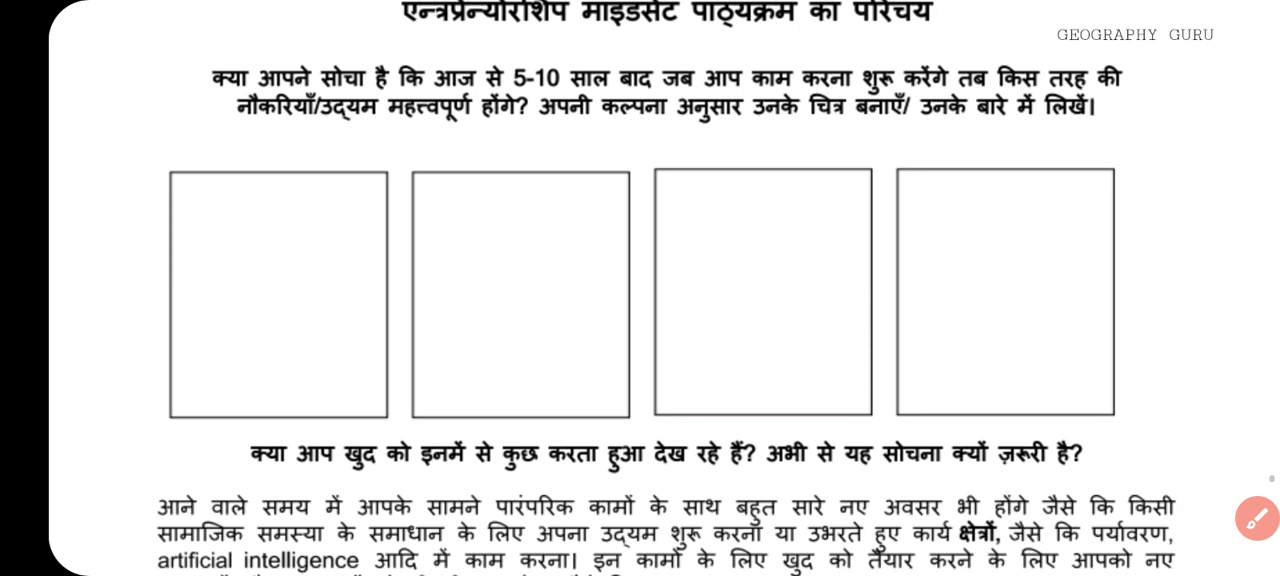 एन्त्रप्रेन्योरशिप माइंडसेट पाठ्यक्रम का परिचय
GEOGRAPHY GURU
क्या आपने सोचा है कि आज से 5-10 साल बाद जब आप काम करना शुरू करेंगे तब किस तरह की
नौकरियाँ/उद्यम महत्त्वपूर्ण होंगे? अपनी कल्पना अनुसार उनके चित्र बनाएँ/ उनके बारे में लिखें।
क्या आप खुद को इनमें से कुछ करता हुआ देख रहे हैं? अभी से यह सोचना क्यों ज़रूरी है?
आने वाले समय में आपके सामने पारंपरिक कामों के साथ बहुत सारे नए अवसर भी होंगे जैसे कि किसी
सामाजिक समस्या के समाधान के लिए अपना उद्यम शुरू करना या उभरते हुए कार्य क्षेत्रों, जैसे कि पर्यावरण,
artificial intelligence आदि में काम करना। इन कामों के लिए खुद को तैयार करने के लिए आपको नए